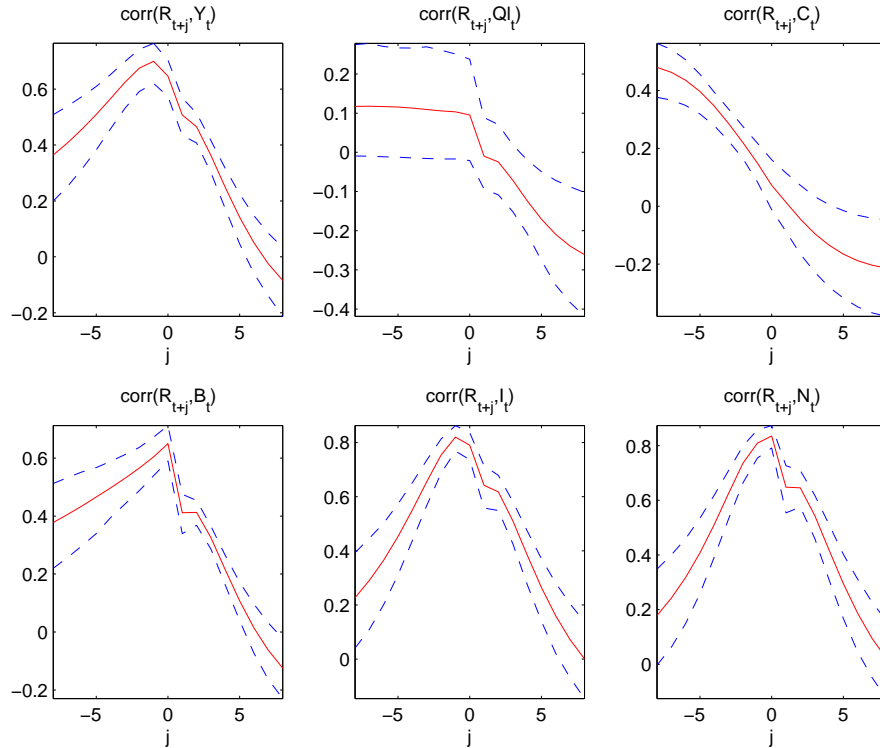 corr(R_{t+j},Y_t)
0.6
0.4
0.2
0
−0.2
−5 0 5
j
corr(R_{t+j},QI_t)
0.2
0.1
0
−0.1
−0.2
−0.3
−0.4
−5 0 5
j
corr(R_{t+j},C_t)
0.4
0.2
0
−0.2
−5 0 5
j
corr(R_{t+j},B_t)
0.6
0.4
0.2
0
−0.2
−5 0 5
j
corr(R_{t+j},I_t)
0.8
0.6
0.4
0.2
0
−5 0 5
j
corr(R_{t+j},N_t)
0.8
0.6
0.4
0.2
0
−5 0 5
j